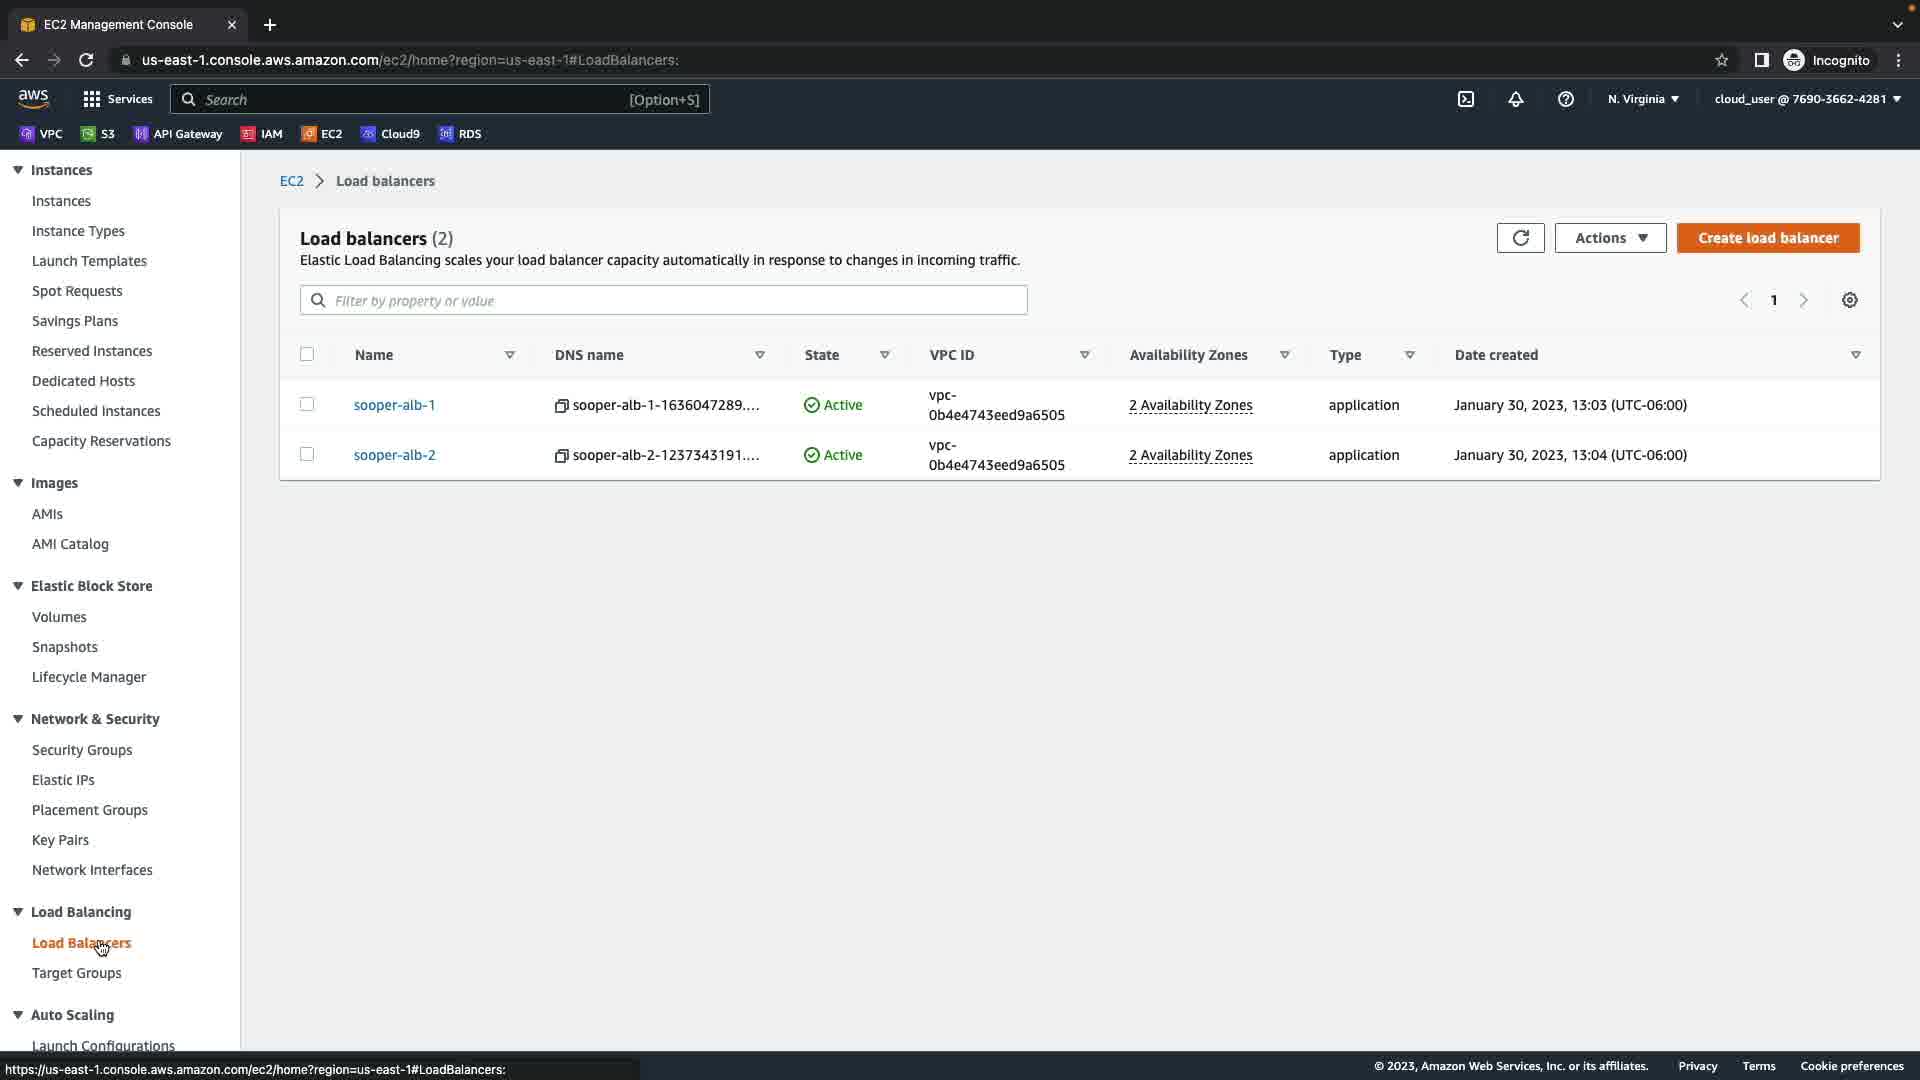 EC2 Management Console
us-east-1.console.aws.amazon.com/ec2/home?region=us-east-1#LoadBalancers:
Incognito
aws
Services
Search
[Option+S]
N. Virginia
cloud_user @ 7690-3662-4281
VPC
S3
API Gateway
IAM
EC2
Cloud9
RDS
Instances
Instances
Instance Types
Launch Templates
Spot Requests
Savings Plans
Reserved Instances
Dedicated Hosts
Scheduled Instances
Capacity Reservations
Images
AMIs
AMI Catalog
Elastic Block Store
Volumes
Snapshots
Lifecycle Manager
Network & Security
Security Groups
Elastic IPs
Placement Groups
Key Pairs
Network Interfaces
Load Balancing
Load Balancers
Target Groups
Auto Scaling
Launch Configurations
EC2 > Load balancers
Load balancers (2)
Elastic Load Balancing scales your load balancer capacity automatically in response to changes in incoming traffic.
Actions
Create load balancer
Filter by property or value
1
Name DNS name State VPC ID Availability Zones Type Date created
sooper-alb-1 sooper-alb-1-1636047289.... Active vpc-0b4e4743eed9a6505 2 Availability Zones application January 30, 2023, 13:03 (UTC-06:00)
sooper-alb-2 sooper-alb-2-1237343191.... Active vpc-0b4e4743eed9a6505 2 Availability Zones application January 30, 2023, 13:04 (UTC-06:00)
https://us-east-1.console.aws.amazon.com/ec2/home?region=us-east-1#LoadBalancers:
© 2023, Amazon Web Services, Inc. or its affiliates.
Privacy
Terms
Cookie preferences